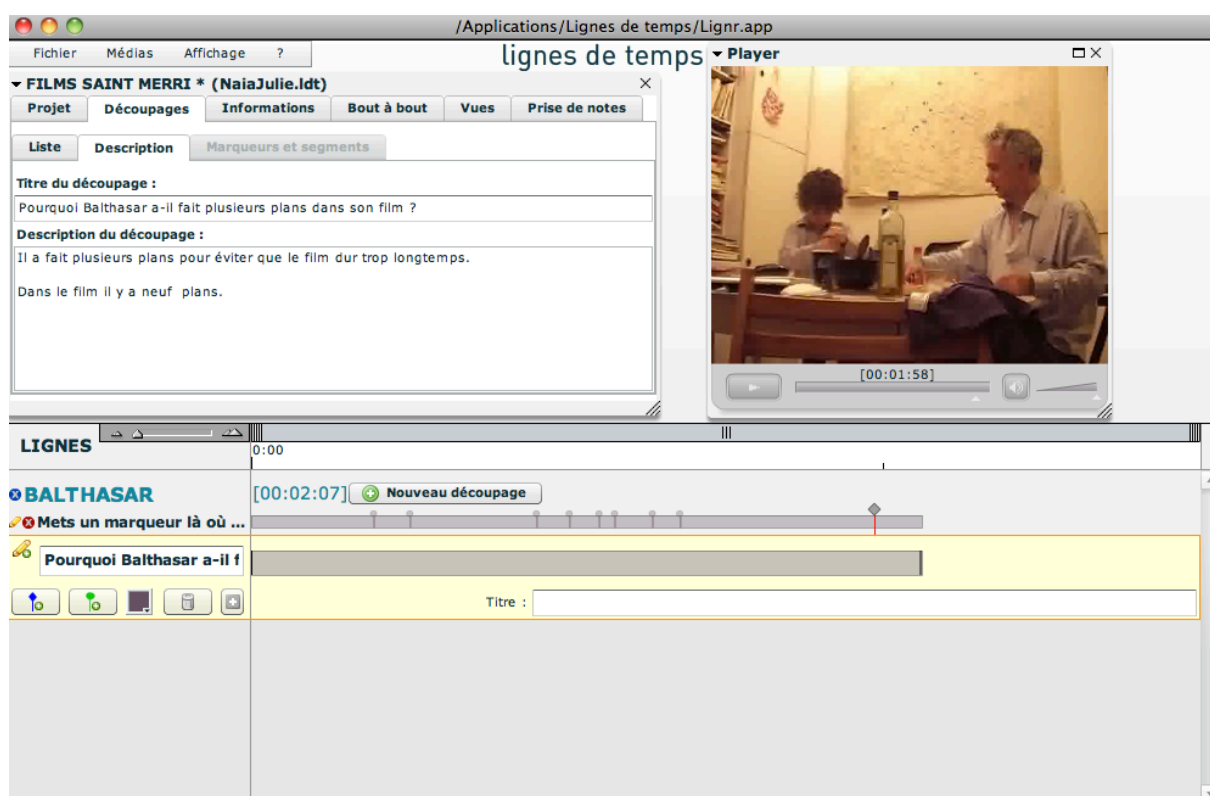 /Applications/Lignes de temps/Lignr.app
Fichier Médias Affichage ?
lignes de temps
Player
FILMS SAINT MERRI * (NaiaJulie.ldt)
Projet Découpages Informations Bout à bout Vues Prise de notes
Liste Description Marqueurs et segments
Titre du découpage :
Pourquoi Balthasar a-il fait plusieurs plans dans son film ?
Description du découpage :
Il a fait plusieurs plans pour éviter que le film dur trop longtemps.
Dans le film il y a neuf plans.
[00:01:58]
LIGNES
0:00
BALTHASAR [00:02:07] Nouveau découpage
Mets un marqueur là où ...
Pourquoi Balthasar a-il f
Titre :